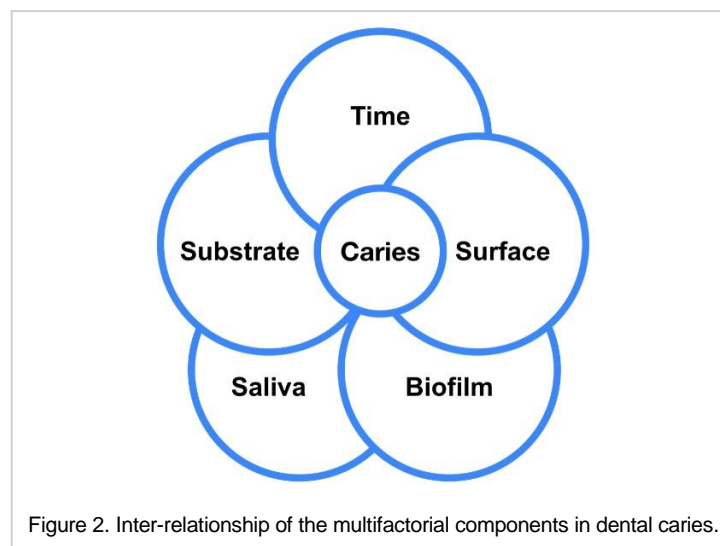 Time
Substrate Caries Surface
Saliva Biofilm
Figure 2. Inter-relationship of the multifactorial components in dental caries.